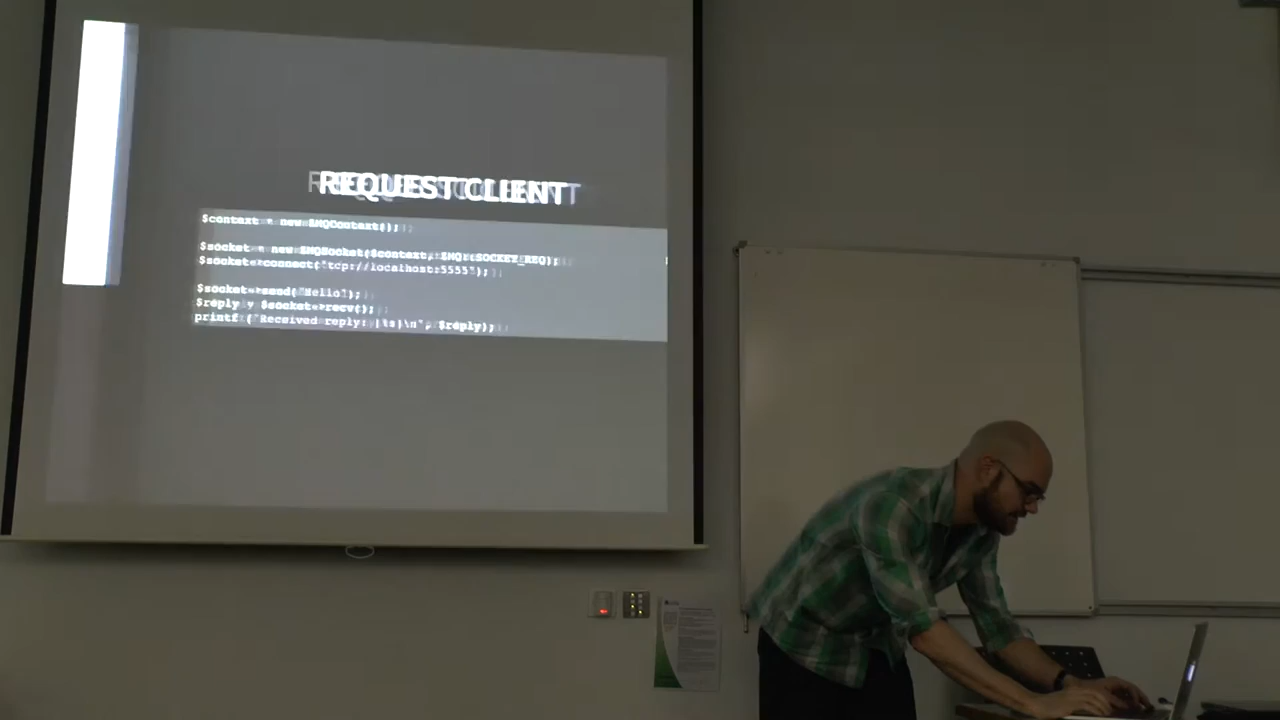 REQUEST CLIENT
$context = new ZMQContext();
$socket = new ZMQSocket($context, ZMQ::SOCKET_REQ);
$socket->connect("tcp://localhost:5555");
$socket->send("Hello");
$reply = $socket->recv();
printf ("Received reply: [%s]\n", $reply);